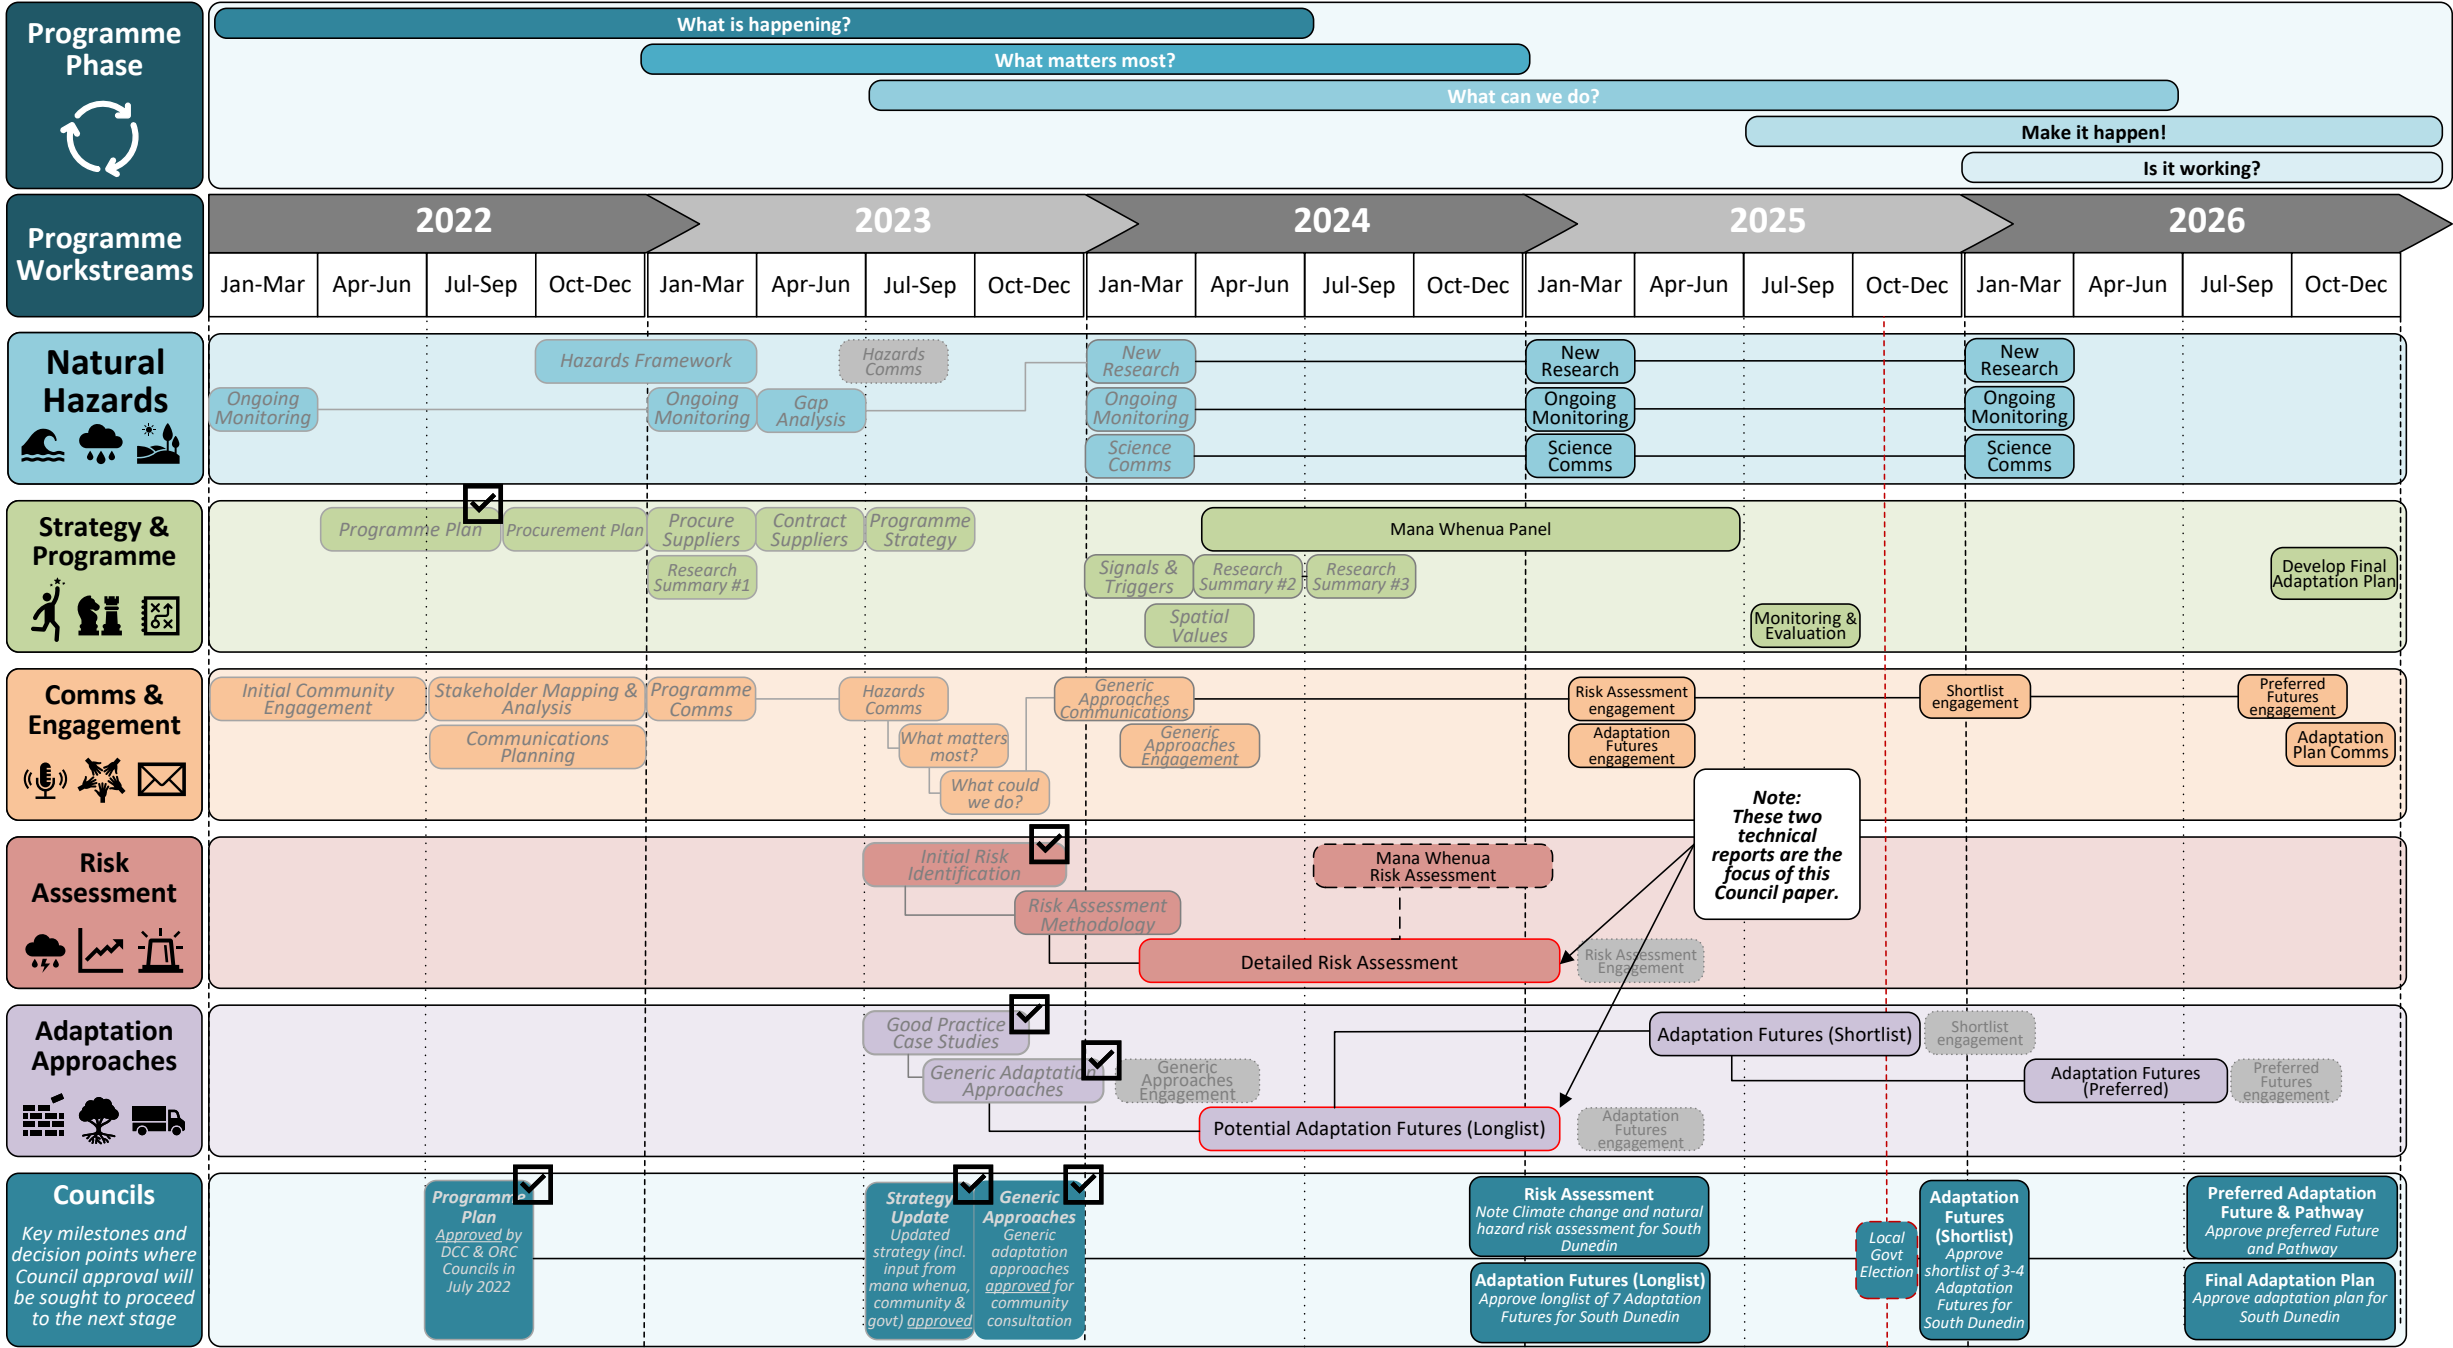 Programme
Phase
What is happening?
What matters most?
What can we do?
Make it happen!
Is it working?
Programme
Workstreams
2022
2023
2024
2025
2026
Jan-Mar
Apr-Jun
Jul-Sep
Oct-Dec
Jan-Mar
Apr-Jun
Jul-Sep
Oct-Dec
Jan-Mar
Apr-Jun
Jul-Sep
Oct-Dec
Jan-Mar
Apr-Jun
Jul-Sep
Oct-Dec
Jan-Mar
Apr-Jun
Jul-Sep
Oct-Dec
Natural
Hazards
Hazards Framework
Hazards
Comms
New
Research
New
Research
New
Research
Ongoing
Monitoring
Ongoing
Monitoring
Gap
Analysis
Ongoing
Monitoring
Ongoing
Monitoring
Ongoing
Monitoring
Science
Comms
Science
Comms
Science
Comms
Strategy &
Programme
Programme Plan
Procurement Plan
Procure
Suppliers
Contract
Suppliers
Programme
Strategy
Mana Whenua Panel
Research
Summary #1
Signals &
Triggers
Research
Summary #2
Research
Summary #3
Develop Final
Adaptation Plan
Spatial
Values
Monitoring &
Evaluation
Comms &
Engagement
Initial Community
Engagement
Stakeholder Mapping &
Analysis
Programme
Comms
Hazards
Comms
Generic
Approaches
Communications
Risk Assessment
engagement
Shortlist
engagement
Preferred
Futures
engagement
Communications
Planning
What matters
most?
Generic
Approaches
Engagement
Adaptation
Futures
engagement
Adaptation
Plan Comms
What could
we do?
Note:
These two
technical
reports are the
focus of this
Council paper.
Risk
Assessment
Initial Risk
Identification
Mana Whenua
Risk Assessment
Risk Assessment
Methodology
Detailed Risk Assessment
Risk Assessment
Engagement
Adaptation
Approaches
Good Practice
Case Studies
Adaptation Futures (Shortlist)
Shortlist
engagement
Generic Adaptation
Approaches
Generic
Approaches
Engagement
Adaptation Futures
(Preferred)
Preferred
Futures
engagement
Potential Adaptation Futures (Longlist)
Adaptation
Futures
engagement
Councils
Key milestones and
decision points where
Council approval will
be sought to proceed
to the next stage
Programme
Plan
Approved by
DCC & ORC
Councils in
July 2022
Strategy
Update
Updated
strategy (incl.
input from
mana whenua,
community &
govt) approved
Generic
Approaches
Generic
adaptation
approaches
approved for
community
consultation
Risk Assessment
Note Climate change and natural
hazard risk assessment for South
Dunedin
Adaptation Futures (Longlist)
Approve longlist of 7 Adaptation
Futures for South Dunedin
Local
Govt
Election
Adaptation
Futures
(Shortlist)
Approve
shortlist of 3-4
Adaptation
Futures for
South Dunedin
Preferred Adaptation
Future & Pathway
Approve preferred Future
and Pathway
Final Adaptation Plan
Approve adaptation plan for
South Dunedin